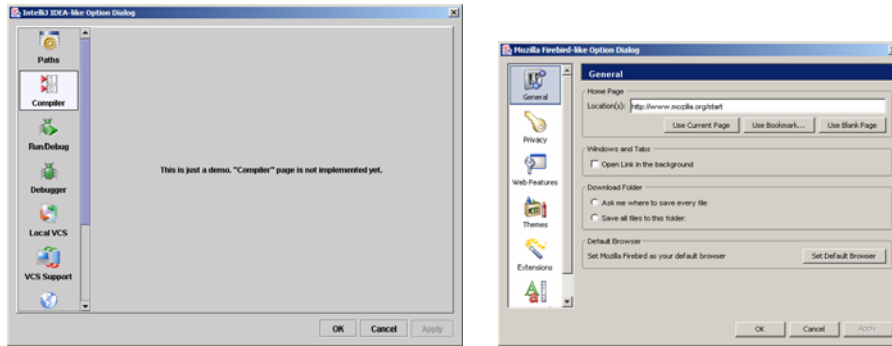 IntelliJ IDEA-like Option Dialog
Paths
Compiler
Run/Debug
Debugger
Local VCS
VCS Support
This is just a demo. "Compiler" page is not implemented yet.
OK Cancel Apply
Mozilla Firebird-like Option Dialog
General
Privacy
Web Features
Themes
Extensions
General
Home Page
Location(s): http://www.mozilla.org/start
Use Current Page Use Bookmark... Use Blank Page
Windows and Tabs
Open Link in the background
Download Folder
Ask me where to save every file
Save all files to this folder:
Default Browser
Set Mozilla Firebird as your default browser Set Default Browser
OK Cancel Apply